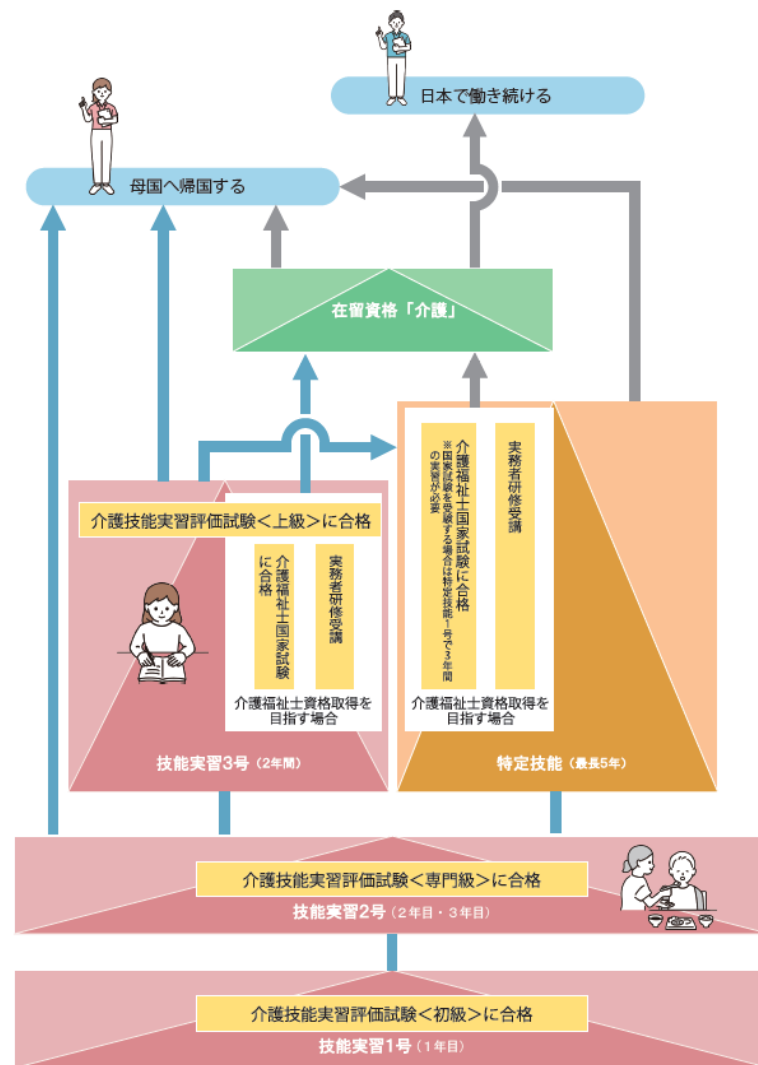 日本で働き続ける
母国へ帰国する
在留資格「介護」
介護技能実習評価試験<上級>に合格
介護福祉士国家試験
に合格
実務者研修受講
介護福祉士資格取得を
目指す場合
技能実習3号（2年間）
介護福祉士国家試験に合格
※国家試験を受験する場合は特定技能1号で3年間
の実習が必要
実務者研修受講
介護福祉士資格取得を
目指す場合
特定技能（最長5年）
介護技能実習評価試験<専門級>に合格
技能実習2号（2年目・3年目）
介護技能実習評価試験<初級>に合格
技能実習1号（1年目）